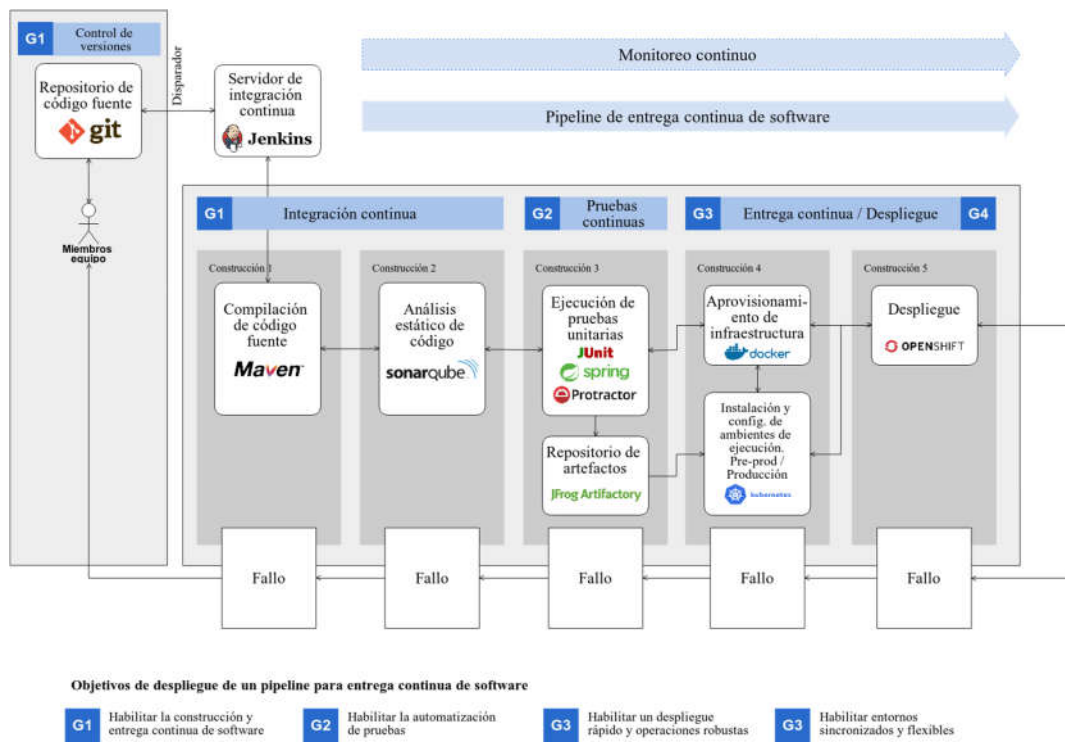 G1
Control de
versiones
Repositorio de
código fuente
git
Miembros
equipo
Disparador
Servidor de
integración
continua
Jenkins
Monitoreo continuo
Pipeline de entrega continua de software
G1
Integración continua
G2
Pruebas
continuas
G3
Entrega continua / Despliegue
G4
Construcción 1
Compilación
de código
fuente
Maven
Construcción 2
Análisis
estático de
código
sonarqube
Construcción 3
Ejecución de
pruebas
unitarias
JUnit
spring
Protractor
Repositorio de
artefactos
JFrog Artifactory
Construcción 4
Aprovisionami-
ento de
infraestructura
docker
Instalación y
config. de
ambientes de
ejecución.
Pre-prod /
Producción
kubernetes
Construcción 5
Despliegue
OPENSHIFT
Fallo
Fallo
Fallo
Fallo
Fallo
Objetivos de despliegue de un pipeline para entrega continua de software
G1
Habilitar la construcción y
entrega continua de software
G2
Habilitar la automatización
de pruebas
G3
Habilitar un despliegue
rápido y operaciones robustas
G3
Habilitar entornos
sincronizados y flexibles